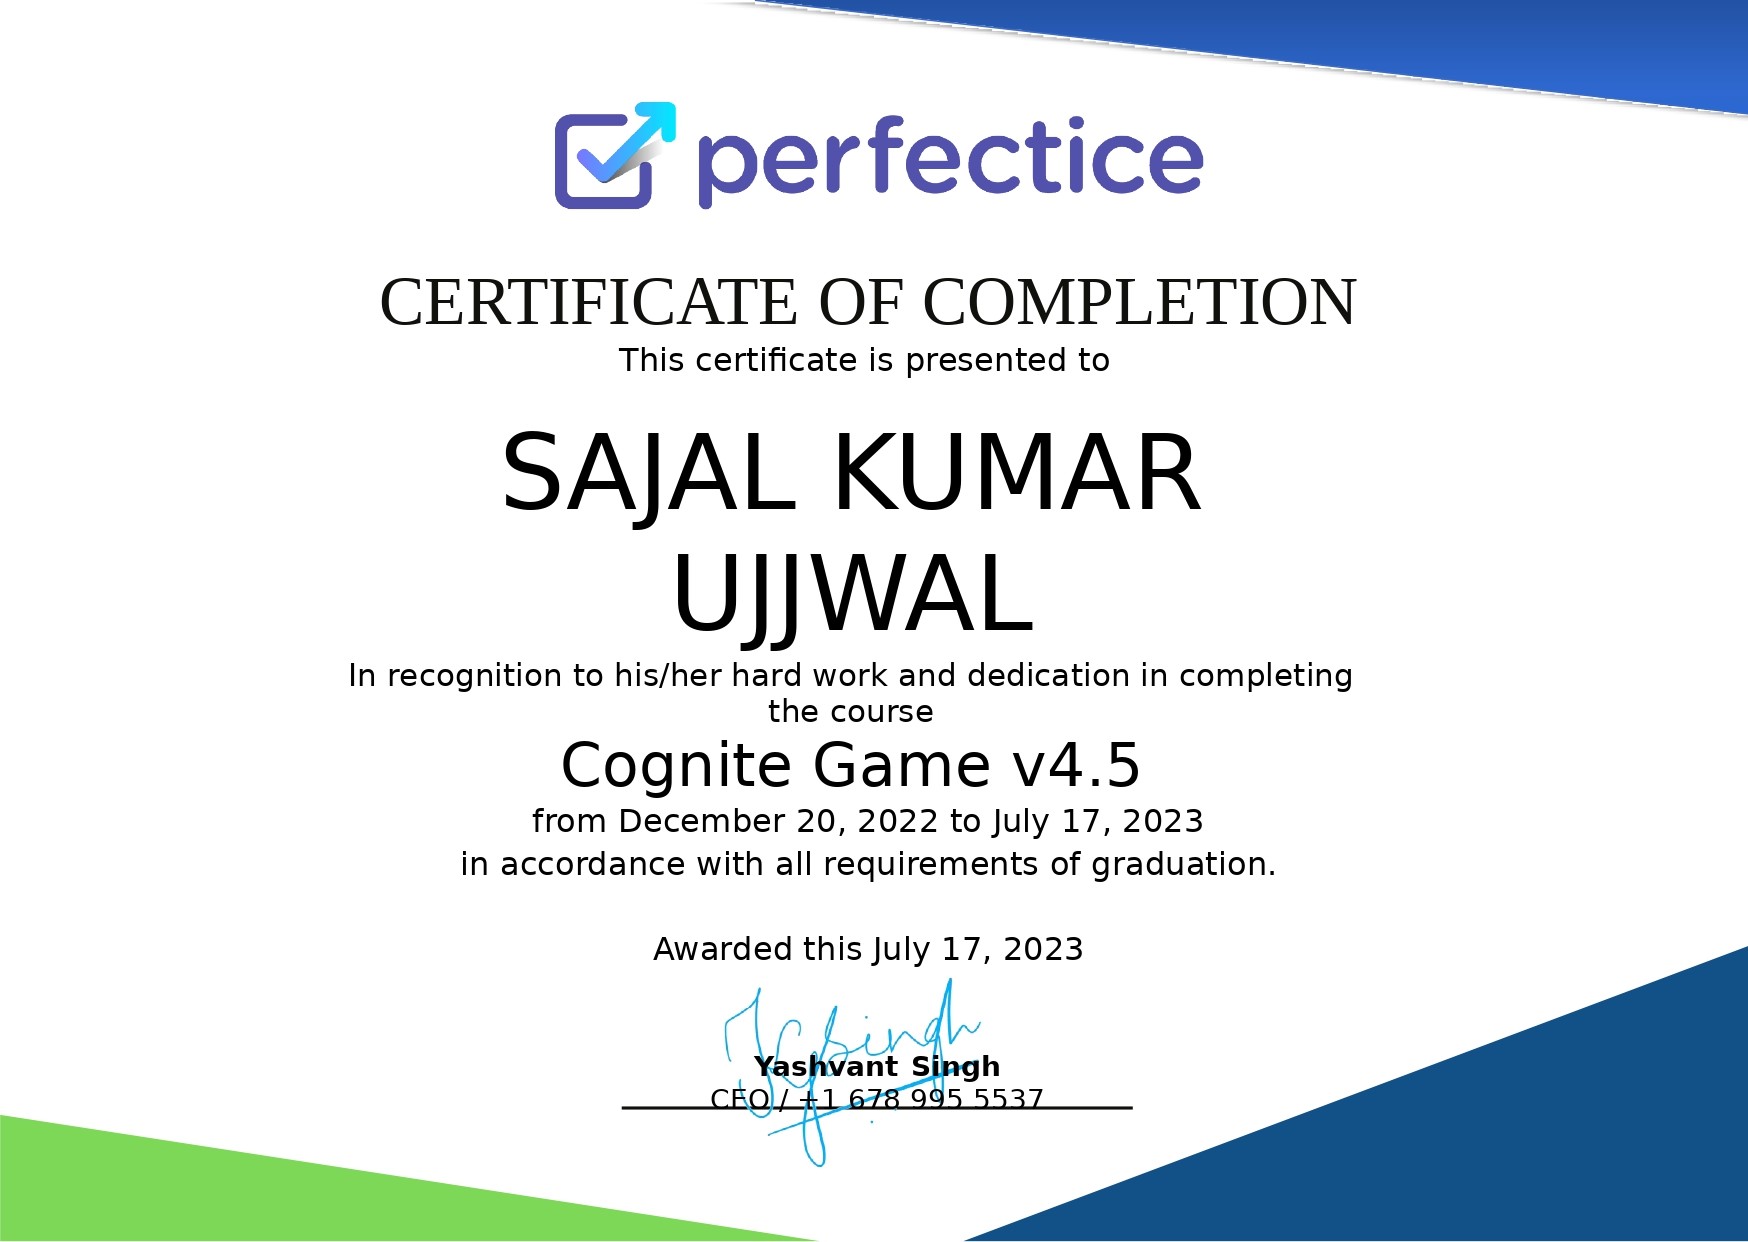 perfectice
CERTIFICATE OF COMPLETION
This certificate is presented to
SAJAL KUMAR
UJJWAL
In recognition to his/her hard work and dedication in completing
the course
Cognite Game v4.5
from December 20, 2022 to July 17, 2023
in accordance with all requirements of graduation.
Awarded this July 17, 2023
Yashvant Singh
CEO / +1 678 995 5537